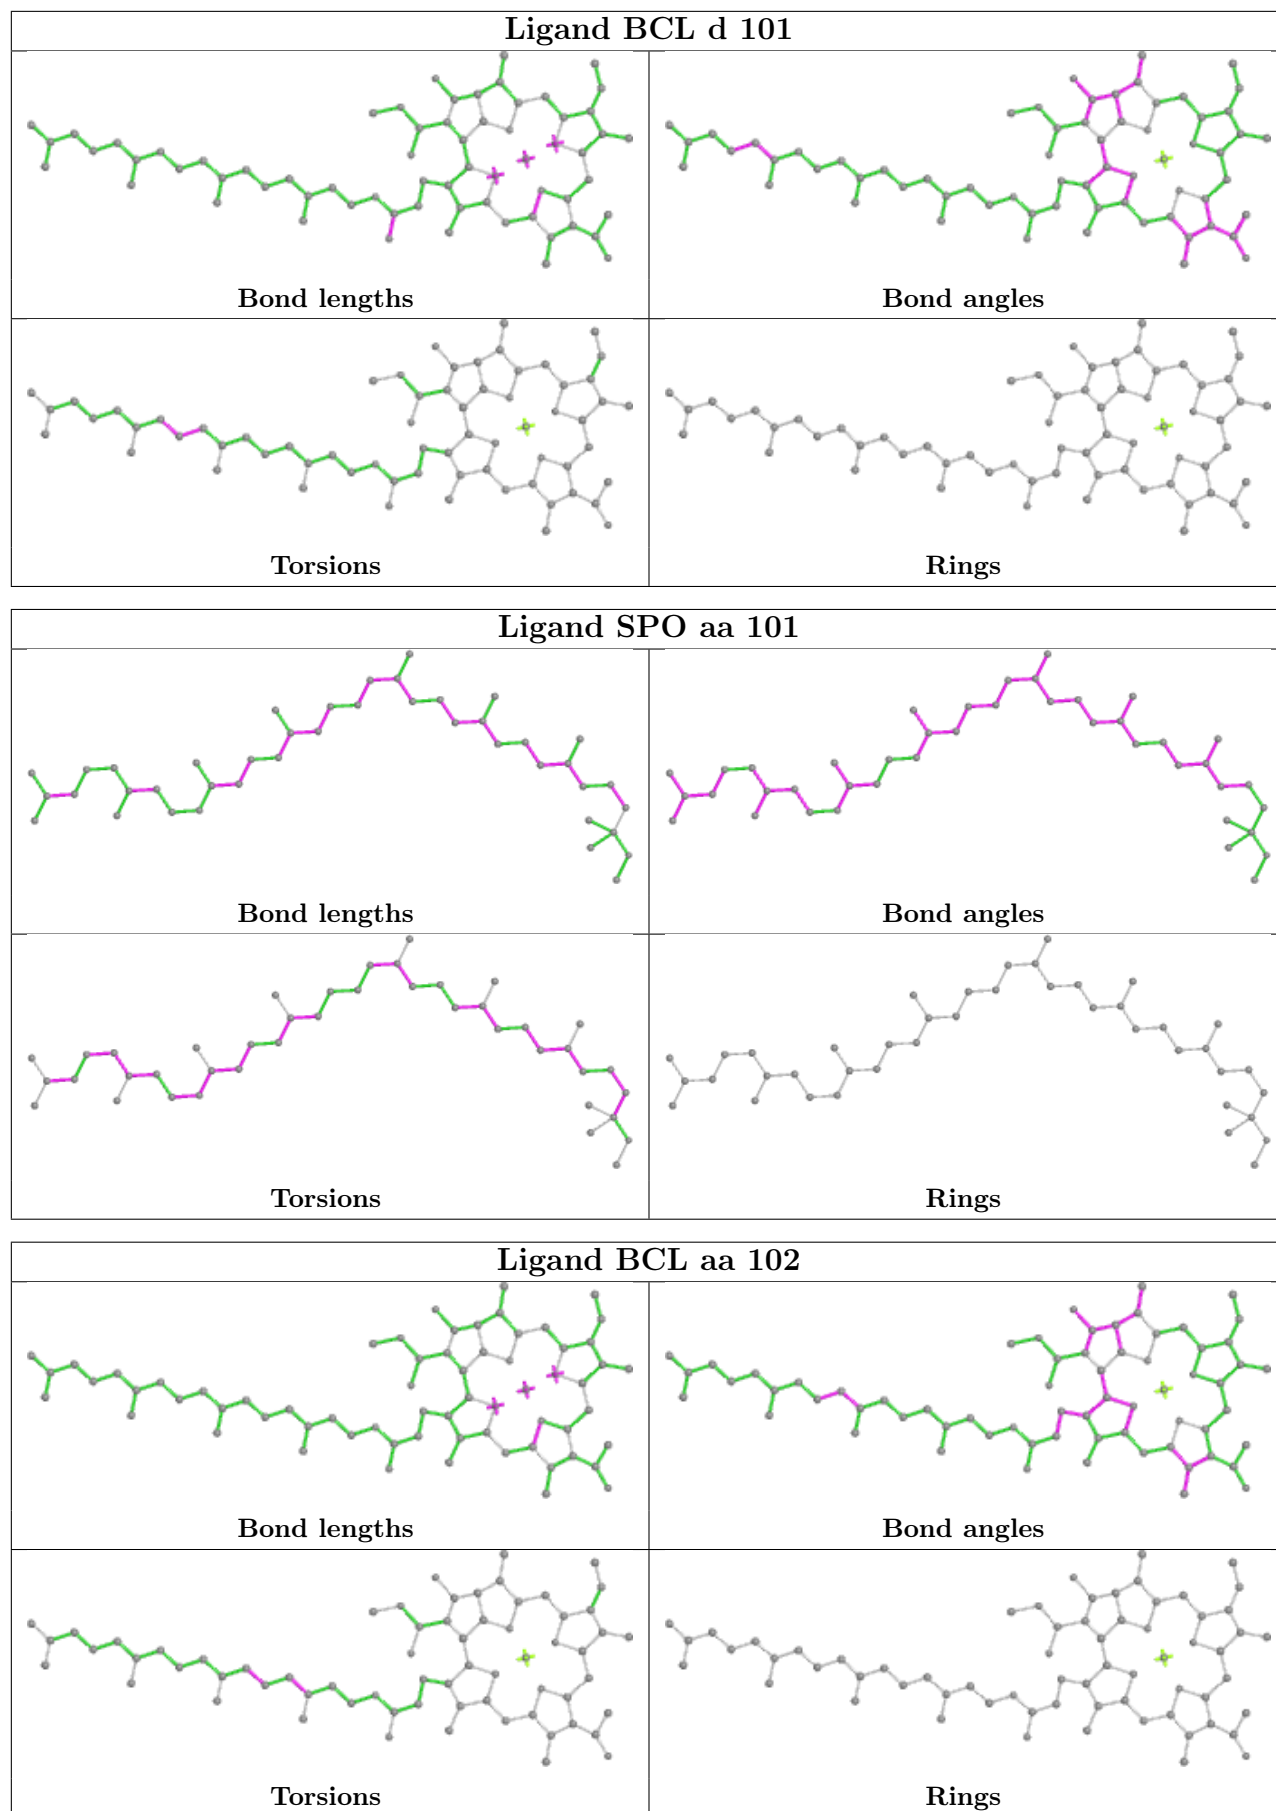 Ligand BCL d 101
Bond lengths
Bond angles
Torsions
Rings
Ligand SPO aa 101
Bond lengths
Bond angles
Torsions
Rings
Ligand BCL aa 102
Bond lengths
Bond angles
Torsions
Rings